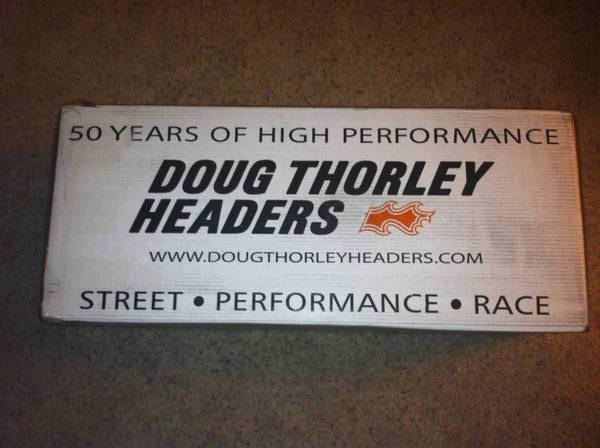 50 YEARS OF HIGH PERFORMANCE
DOUG THORLEY
HEADERS
WWW.DOUGTHORLEYHEADERS.COM
STREET • PERFORMANCE • RACE